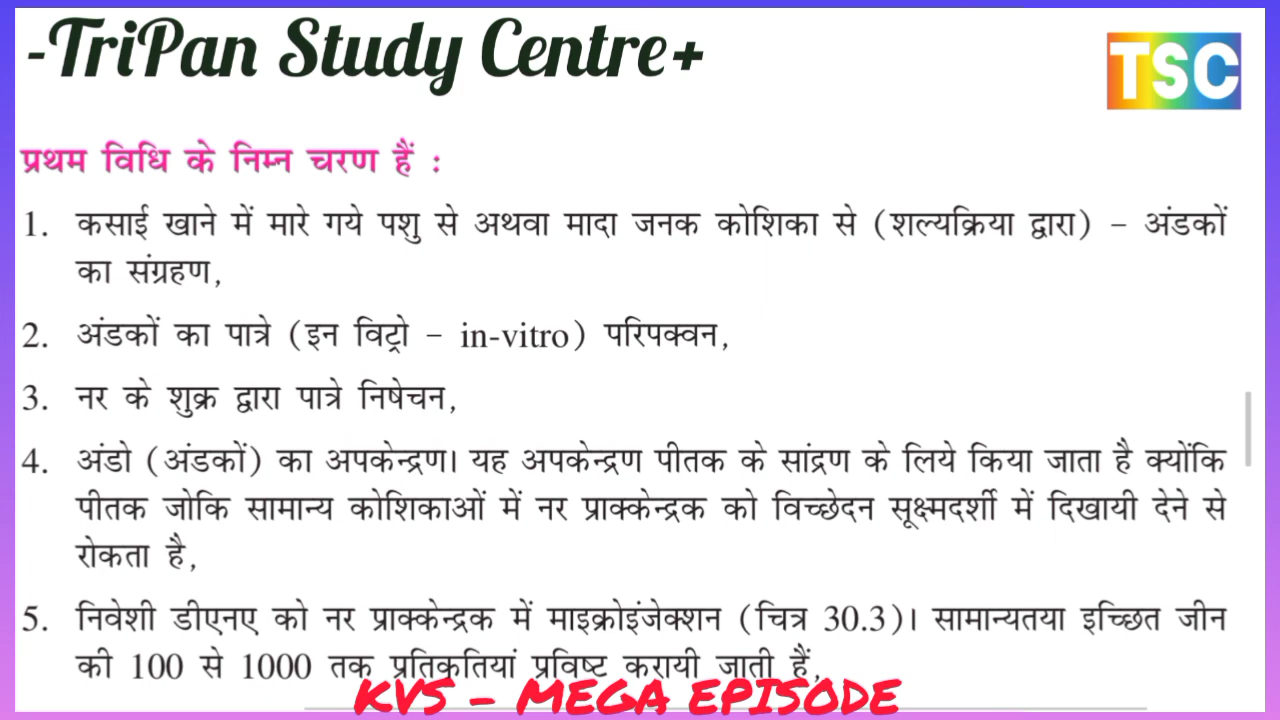 -TriPan Study Centre+
TSC
प्रथम विधि के निम्न चरण हैं :
1. कसाई खाने में मारे गये पशु से अथवा मादा जनक कोशिका से (शल्यक्रिया द्वारा) – अंडकों
का संग्रहण,
2. अंडकों का पात्रे (इन विट्रो – in-vitro) परिपक्वन,
3. नर के शुक्र द्वारा पात्रे निषेचन,
4. अंडो (अंडकों) का अपकेन्द्रण। यह अपकेन्द्रण पीतक के सांद्रण के लिये किया जाता है क्योंकि
पीतक जोकि सामान्य कोशिकाओं में नर प्राक्केन्द्रक को विच्छेदन सूक्ष्मदर्शी में दिखायी देने से
रोकता है,
5. निवेशी डीएनए को नर प्राक्केन्द्रक में माइक्रोइंजेक्शन (चित्र 30.3)। सामान्यतया इच्छित जीन
की 100 से 1000 तक प्रतिकृतियां प्रविष्ट करायी जाती हैं,
KVS - MEGA EPISODE